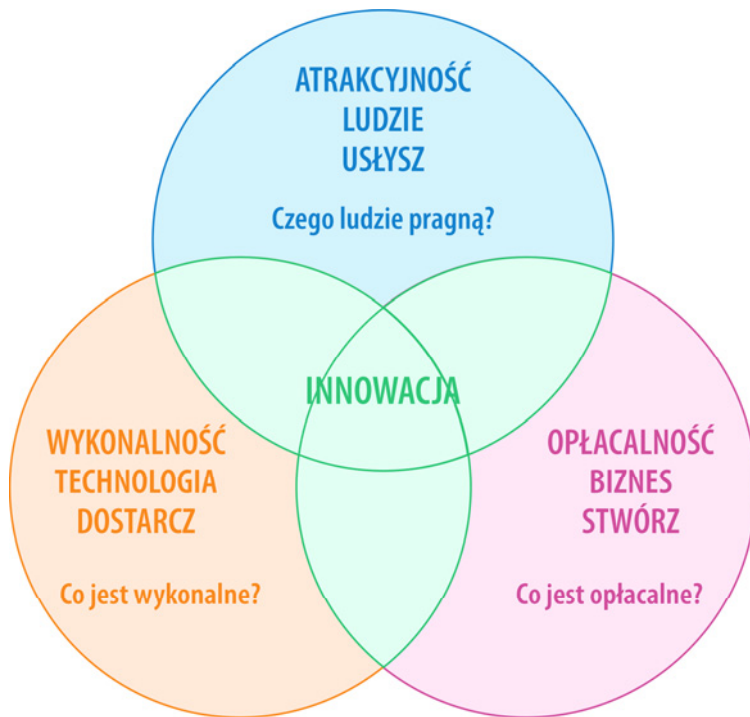 ATRAKCYJNOŚĆ
LUDZIE
USŁYSZ
Czego ludzie pragną?
INNOWACJA
WYKONALNOŚĆ
TECHNOLOGIA
DOSTARCZ
Co jest wykonalne?
OPŁACALNOŚĆ
BIZNES
STWÓRZ
Co jest opłacalne?